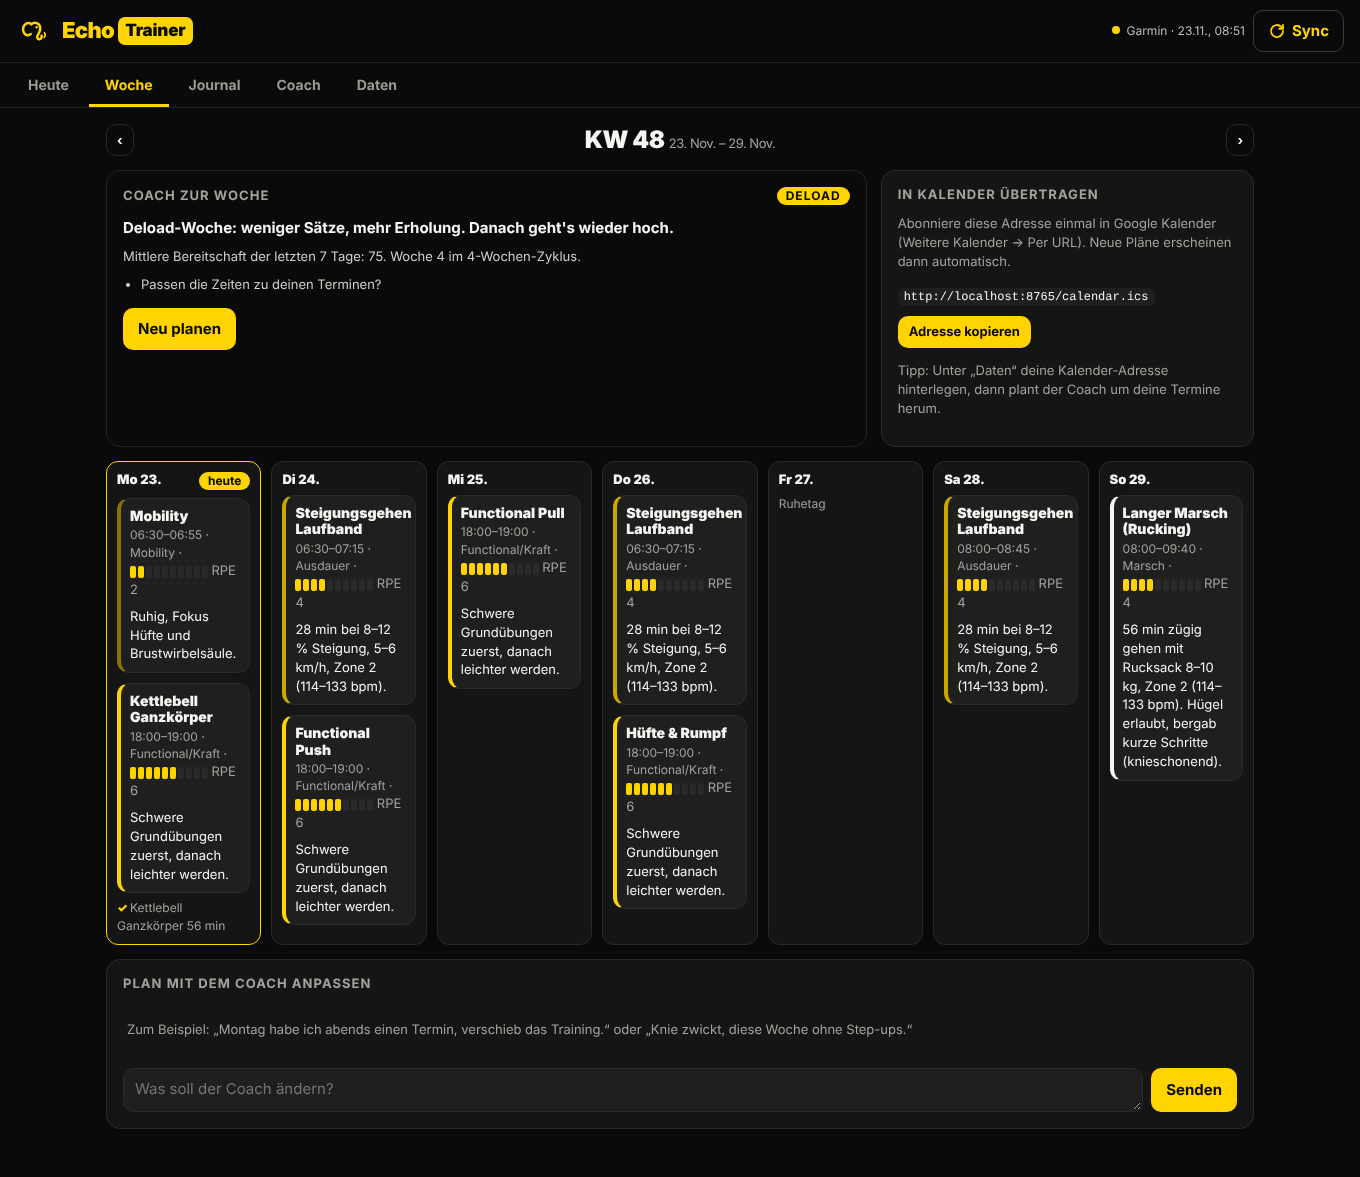 Echo Trainer
Garmin · 23.11., 08:51
Sync
Heute
Woche
Journal
Coach
Daten
‹
KW 48 23. Nov. – 29. Nov.
›
COACH ZUR WOCHE
DELOAD
Deload-Woche: weniger Sätze, mehr Erholung. Danach geht's wieder hoch.
Mittlere Bereitschaft der letzten 7 Tage: 75. Woche 4 im 4-Wochen-Zyklus.
• Passen die Zeiten zu deinen Terminen?
Neu planen
IN KALENDER ÜBERTRAGEN
Abonniere diese Adresse einmal in Google Kalender
(Weitere Kalender → Per URL). Neue Pläne erscheinen
dann automatisch.
http://localhost:8765/calendar.ics
Adresse kopieren
Tipp: Unter „Daten“ deine Kalender-Adresse
hinterlegen, dann plant der Coach um deine Termine
herum.
Mo 23.
heute
Mobility
06:30–06:55 ·
Mobility ·
RPE
2
Ruhig, Fokus
Hüfte und
Brustwirbelsäule.
Kettlebell
Ganzkörper
18:00–19:00 ·
Functional/Kraft ·
RPE
6
Schwere
Grundübungen
zuerst, danach
leichter werden.
✔ Kettlebell
Ganzkörper 56 min
Di 24.
Steigungsgehen
Laufband
06:30–07:15 ·
Ausdauer ·
RPE
4
28 min bei 8–12
% Steigung, 5–6
km/h, Zone 2
(114–133 bpm).
Functional
Push
18:00–19:00 ·
Functional/Kraft ·
RPE
6
Schwere
Grundübungen
zuerst, danach
leichter werden.
Mi 25.
Functional Pull
18:00–19:00 ·
Functional/Kraft ·
RPE
6
Schwere
Grundübungen
zuerst, danach
leichter werden.
Do 26.
Steigungsgehen
Laufband
06:30–07:15 ·
Ausdauer ·
RPE
4
28 min bei 8–12
% Steigung, 5–6
km/h, Zone 2
(114–133 bpm).
Hüfte & Rumpf
18:00–19:00 ·
Functional/Kraft ·
RPE
6
Schwere
Grundübungen
zuerst, danach
leichter werden.
Fr 27.
Ruhetag
Sa 28.
Steigungsgehen
Laufband
08:00–08:45 ·
Ausdauer ·
RPE
4
28 min bei 8–12
% Steigung, 5–6
km/h, Zone 2
(114–133 bpm).
So 29.
Langer Marsch
(Rucking)
08:00–09:40 ·
Marsch ·
RPE
4
56 min zügig
gehen mit
Rucksack 8–10
kg, Zone 2 (114–
133 bpm). Hügel
erlaubt, bergab
kurze Schritte
(knieschonend).
PLAN MIT DEM COACH ANPASSEN
Zum Beispiel: „Montag habe ich abends einen Termin, verschieb das Training.“ oder „Knie zwickt, diese Woche ohne Step-ups.“
Was soll der Coach ändern?
Senden